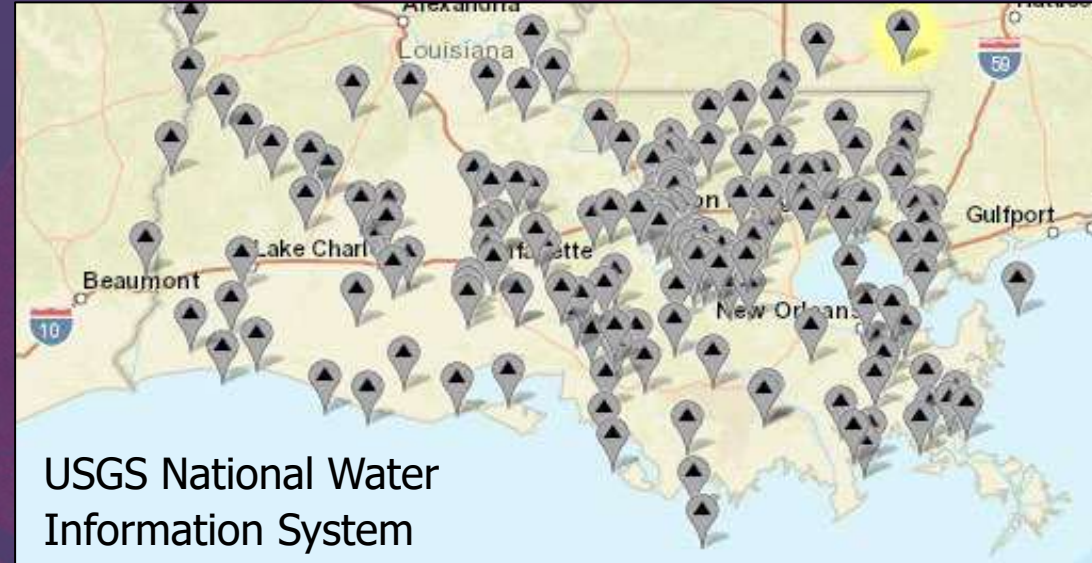 Alexandria
Louisiana
59
Gulfport
Lake Charl
Beaumont
10
New Orleans
USGS National Water
Information System